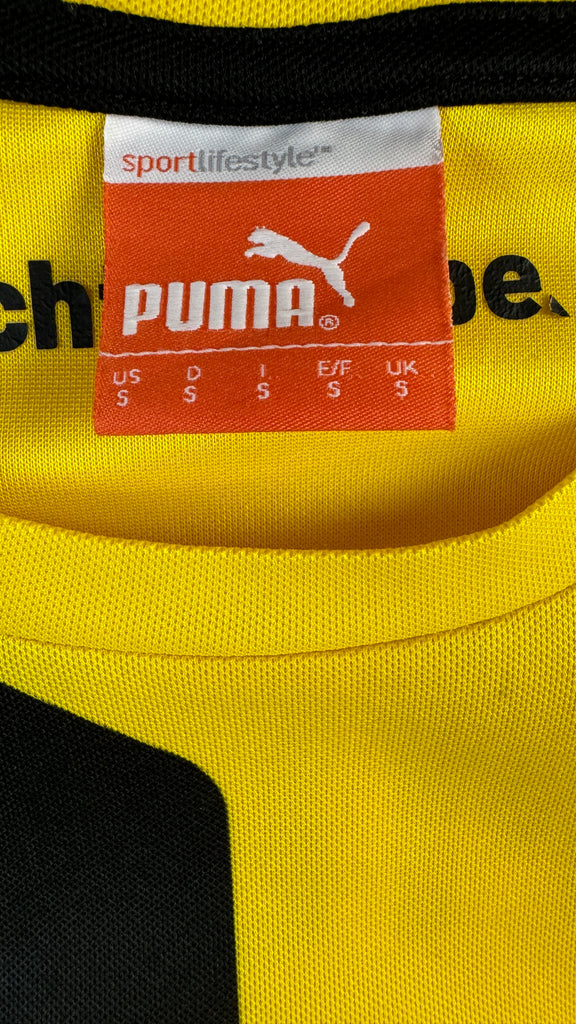 sportlifestyle™
PUMA®
US D I E/F UK
S S S S S